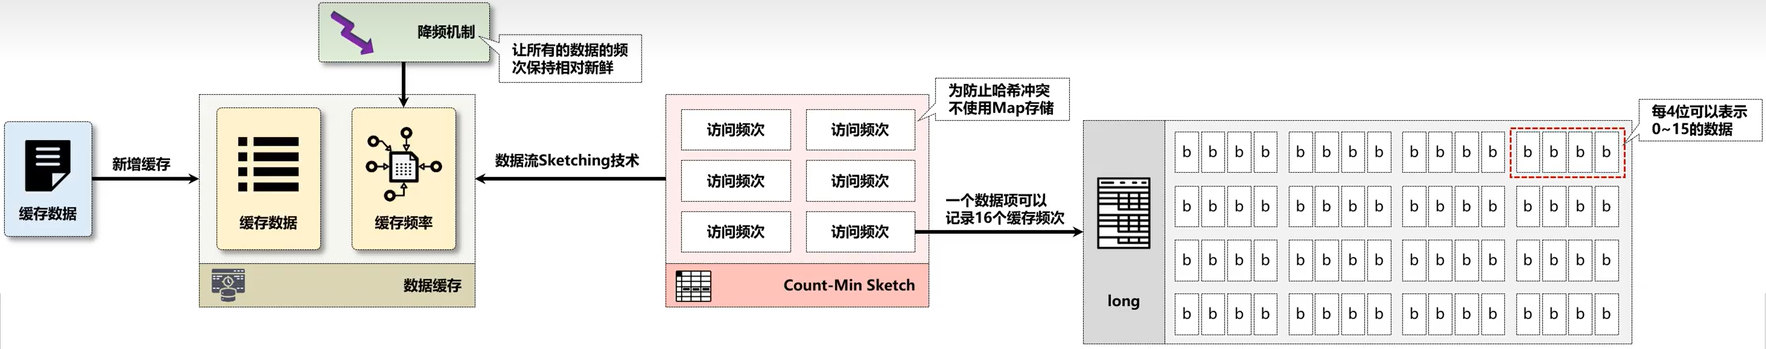 降频机制
让所有的数据的频
次保持相对新鲜
缓存数据
新增缓存
缓存数据
缓存频率
数据缓存
数据流Sketching技术
为防止哈希冲突
不使用Map存储
访问频次 访问频次
访问频次 访问频次
访问频次 访问频次
Count-Min Sketch
一个数据项可以
记录16个缓存频次
每4位可以表示
0~15的数据
long
b b b b b b b b b b b b b b b b
b b b b b b b b b b b b b b b b
b b b b b b b b b b b b b b b b
b b b b b b b b b b b b b b b b